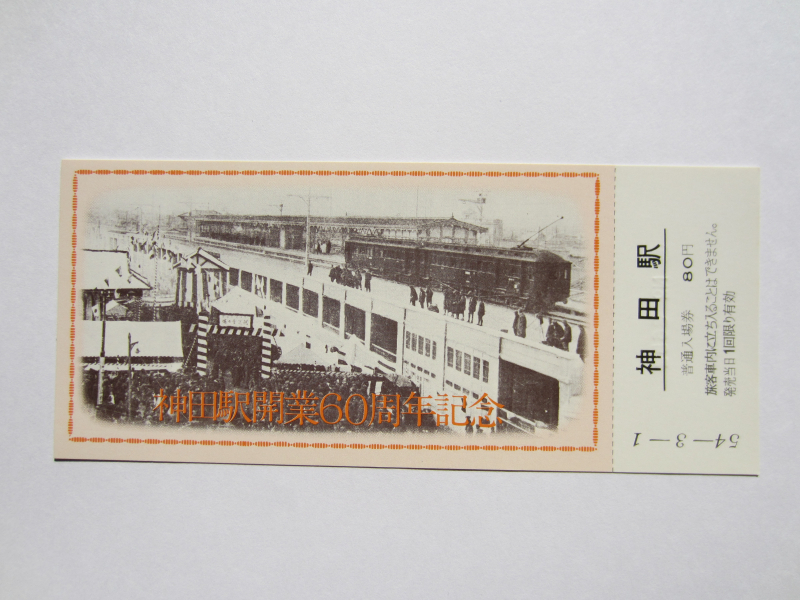 神田駅開業60周年記念
神田駅
普通入場券 80円
旅客車内に立ち入ることはできません。
発売当日1回限り有効
54-3-1